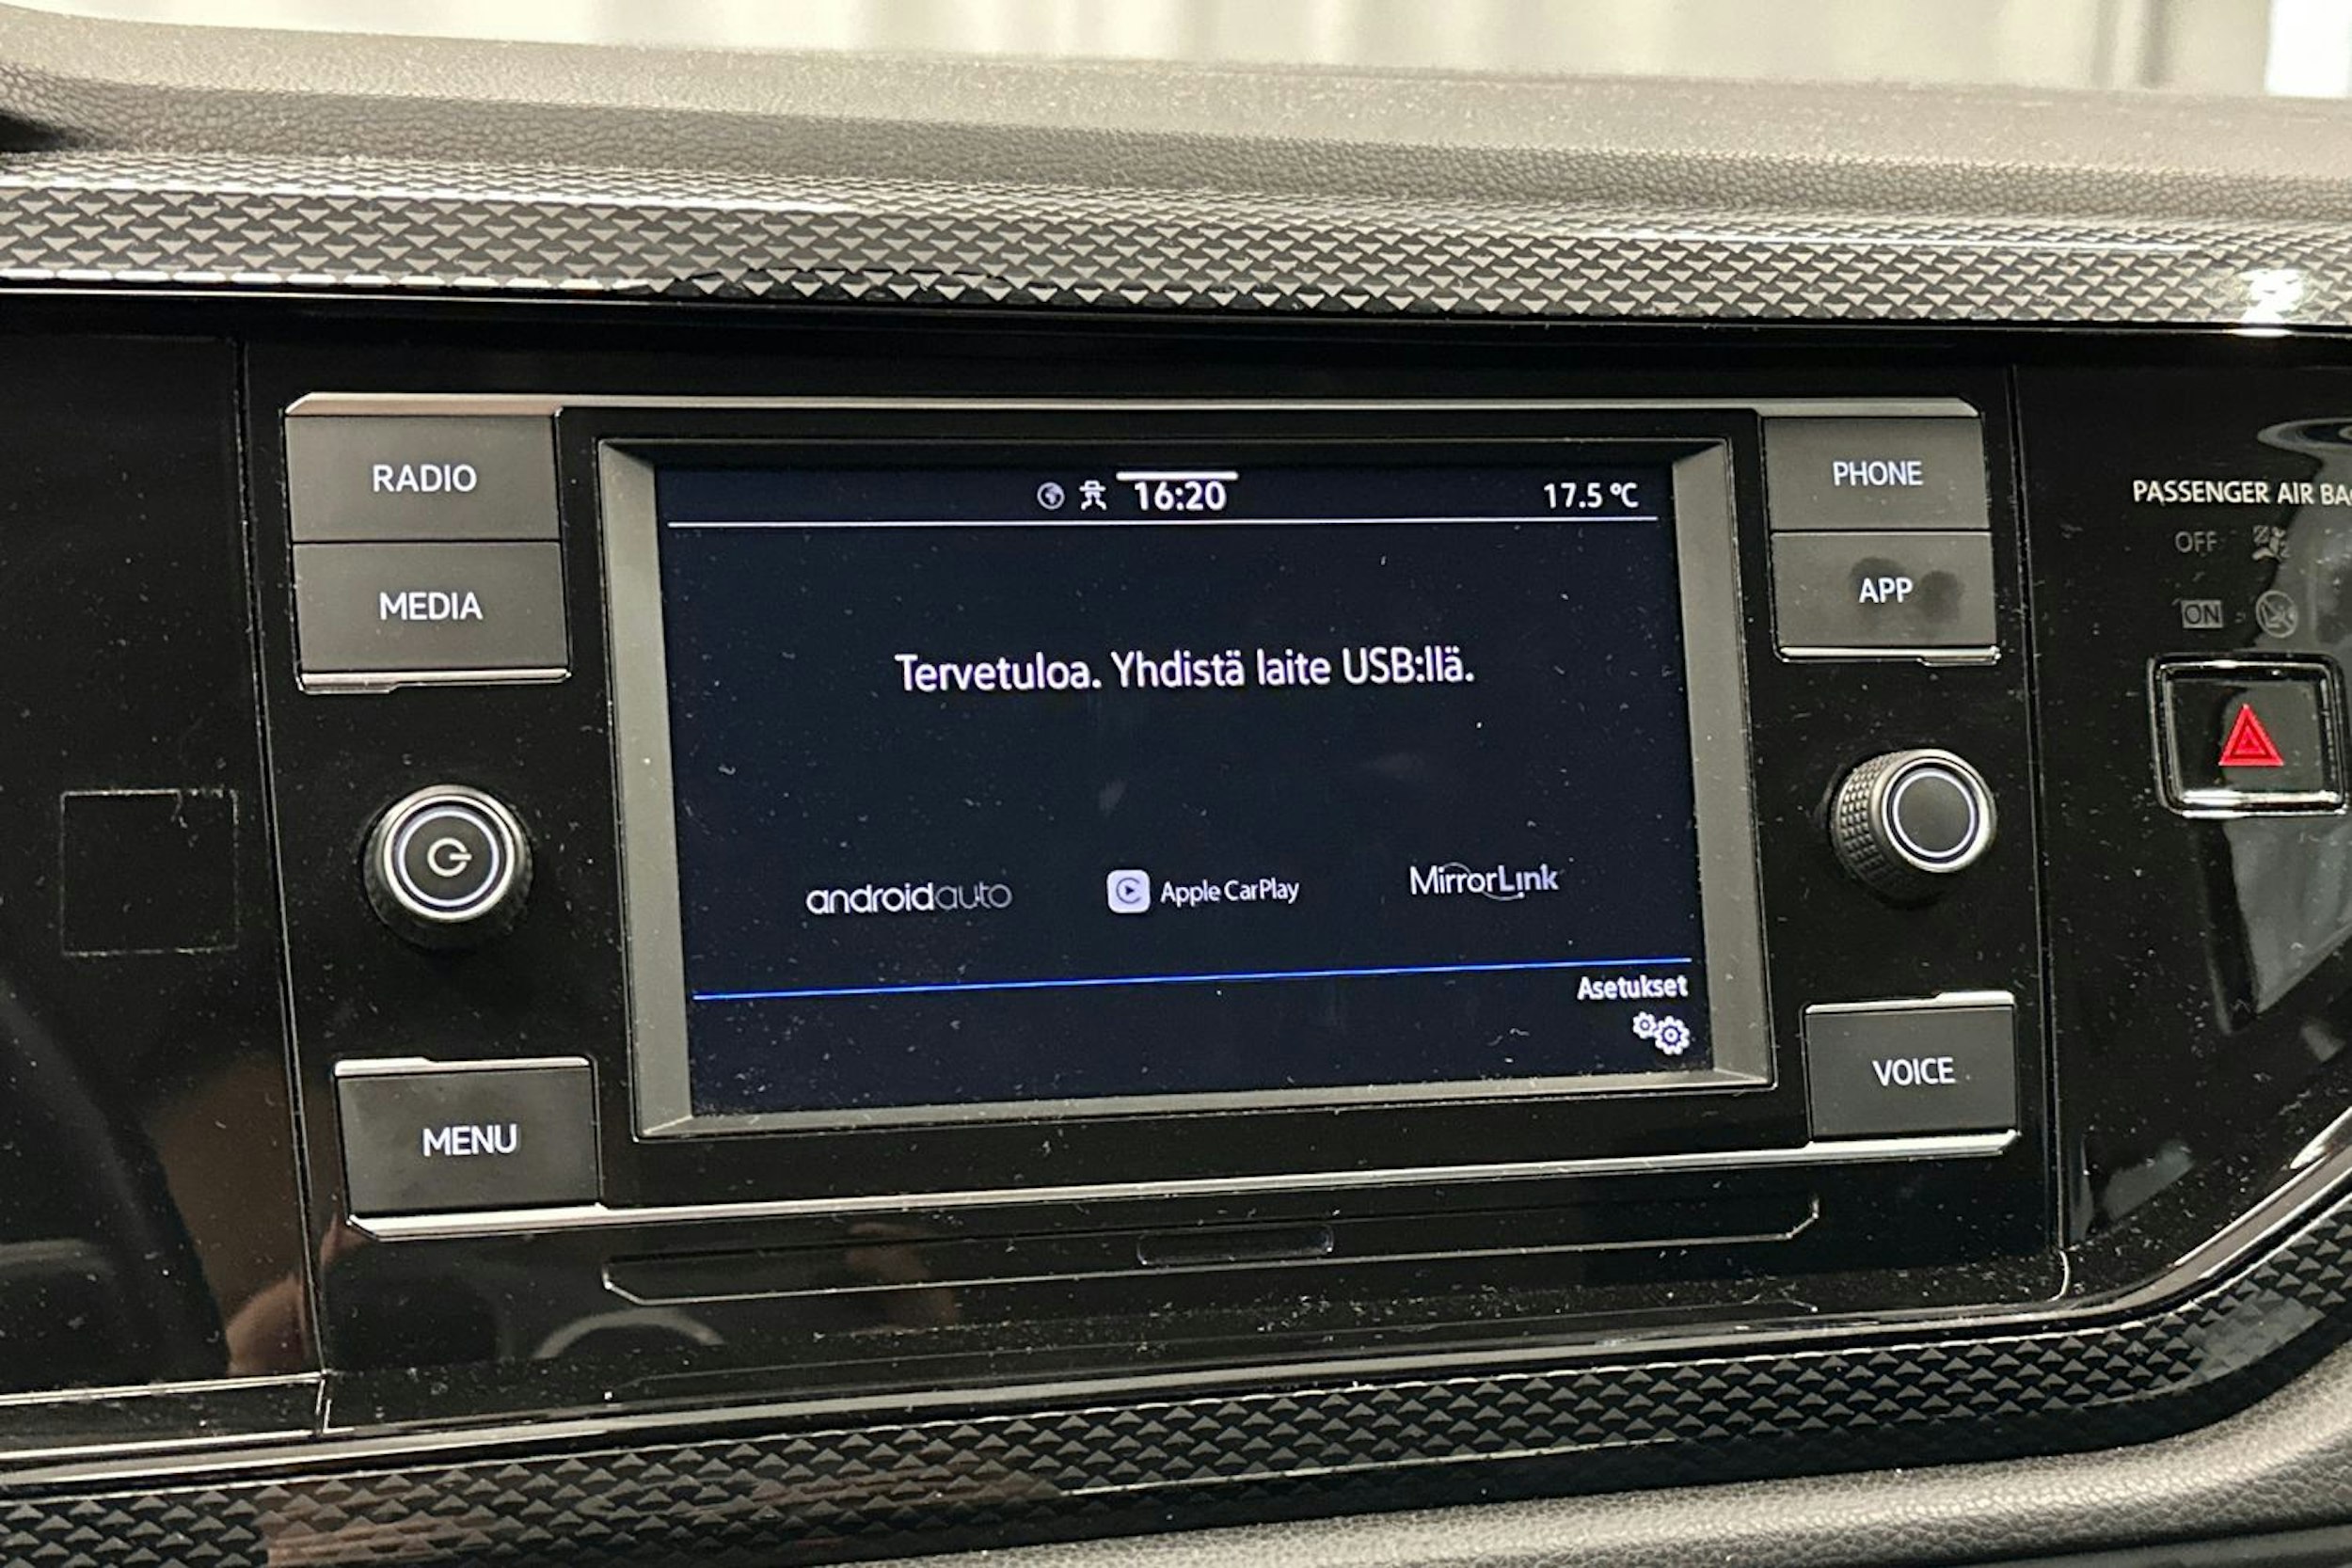 RADIO
MEDIA
MENU
16:20
17.5 °C
Tervetuloa. Yhdistä laite USB:llä.
androidauto
Apple CarPlay
MirrorLink
Asetukset
PHONE
APP
VOICE
PASSENGER AIR
OFF
ON